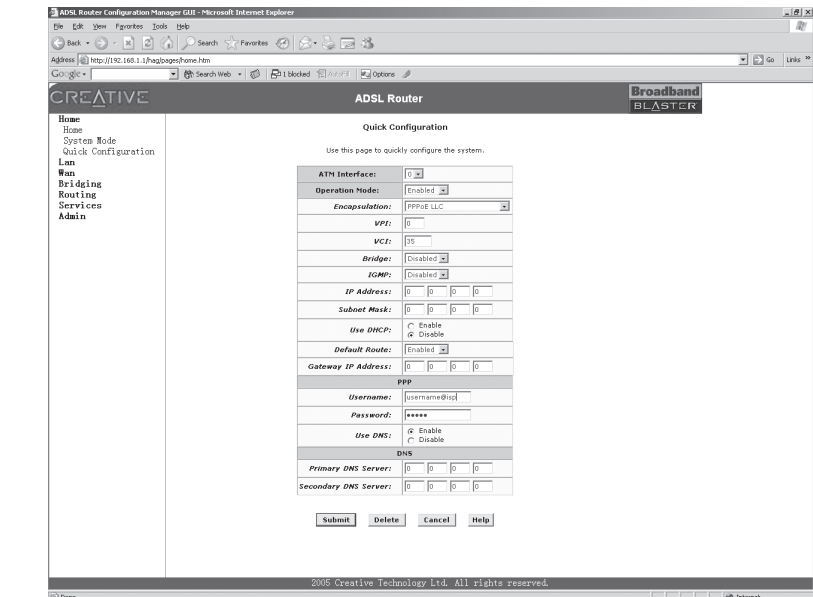 ADSL Router Configuration Manager GUI - Microsoft Internet Explorer
File Edit View Favorites Tools Help
Back Search Favorites
Address http://192.168.1.1/hag/pages/home.htm Go Links »
Google Search Web 1 blocked AutoFill Options
CREATIVE
ADSL Router
Broadband
BLASTER
Home
Home
System Mode
Quick Configuration
Lan
Wan
Bridging
Routing
Services
Admin
Quick Configuration
Use this page to quickly configure the system.
ATM Interface: 0
Operation Mode: Enabled
Encapsulation: PPPoE LLC
VPI: 0
VCI: 35
Bridge: Disabled
IGMP: Disabled
IP Address: 0 0 0 0
Subnet Mask: 0 0 0 0
Use DHCP: Enable
Disable
Default Route: Enabled
Gateway IP Address: 0 0 0 0
PPP
Username: username@isp
Password: •••••
Use DNS: Enable
Disable
DNS
Primary DNS Server: 0 0 0 0
Secondary DNS Server: 0 0 0 0
Submit Delete Cancel Help
2005 Creative Technology Ltd. All rights reserved.
Done Internet